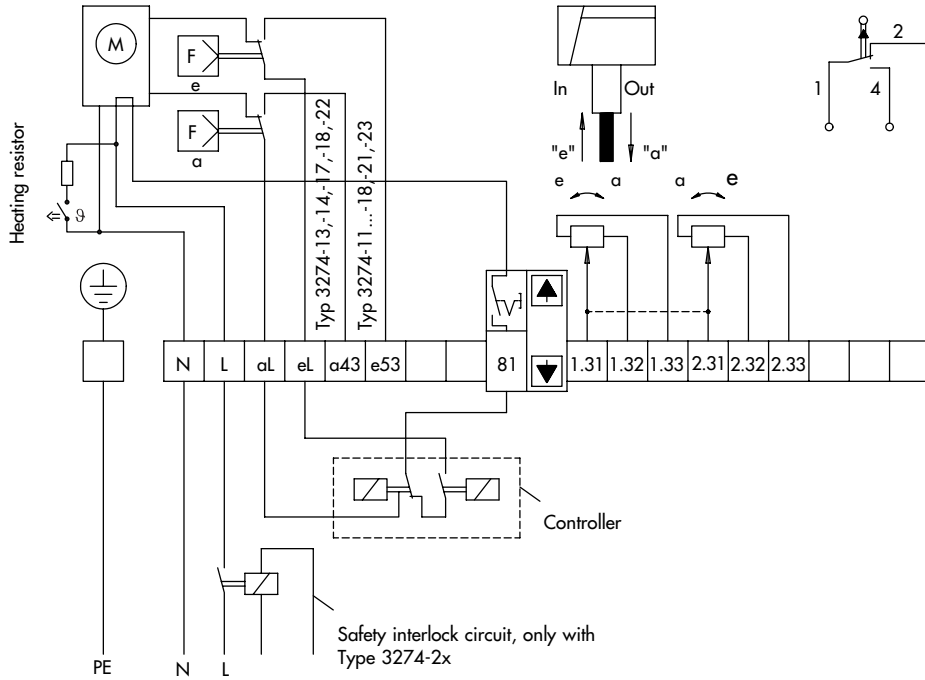 M
F
e
F
a
Heating resistor
ϑ
Typ 3274-13,-14,-17,-18,-22
Typ 3274-11...-18,-21,-23
In
Out
"e"
"a"
e
a
a
e
1
2
4
N
L
aL
eL
a43
e53
81
1.31
1.32
1.33
2.31
2.32
2.33
Controller
Safety interlock circuit, only with
Type 3274-2x
PE
N
L